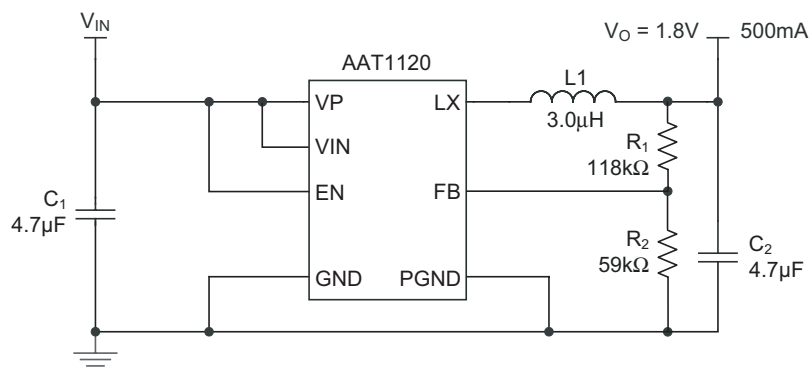 V_IN
V_O = 1.8V
500mA
AAT1120
VP
LX
L1
3.0μH
VIN
R_1
118kΩ
EN
FB
C_1
4.7μF
R_2
59kΩ
C_2
4.7μF
GND
PGND